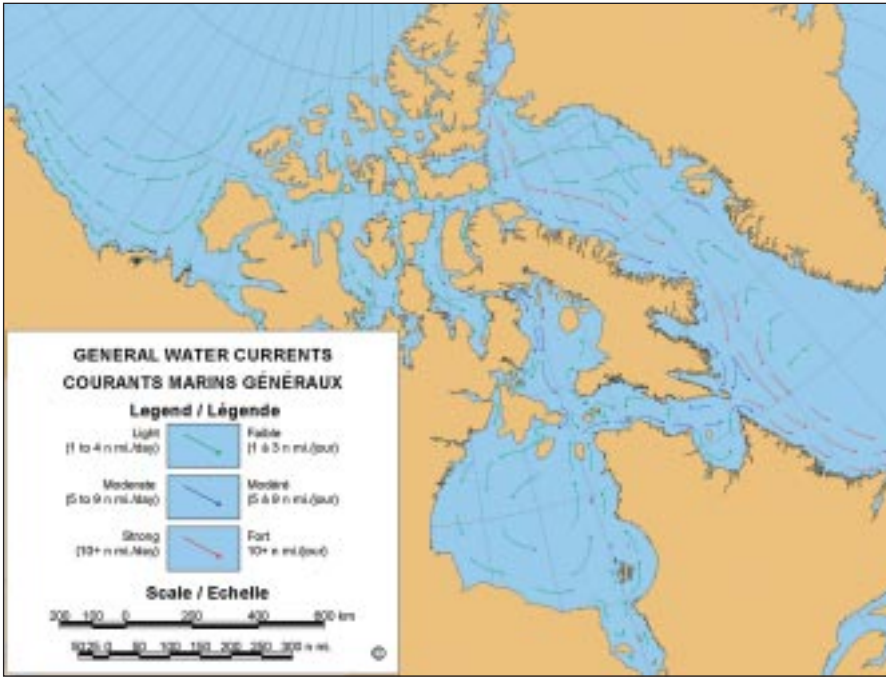 GENERAL WATER CURRENTS
COURANTS MARINS GÉNÉRAUX
Legend / Légende
Light
(1 to 4 n mi./day)
Faible
(1 à 3 n mi./jour)
Moderate
(5 to 9 n mi./day)
Modéré
(5 à 9 n mi./jour)
Strong
(10+ n mi./day)
Fort
10+ n mi./jour)
Scale / Echelle
200 100 0 200 400 600 km
5025 0 50 100 150 200 250 300 n mi.
©